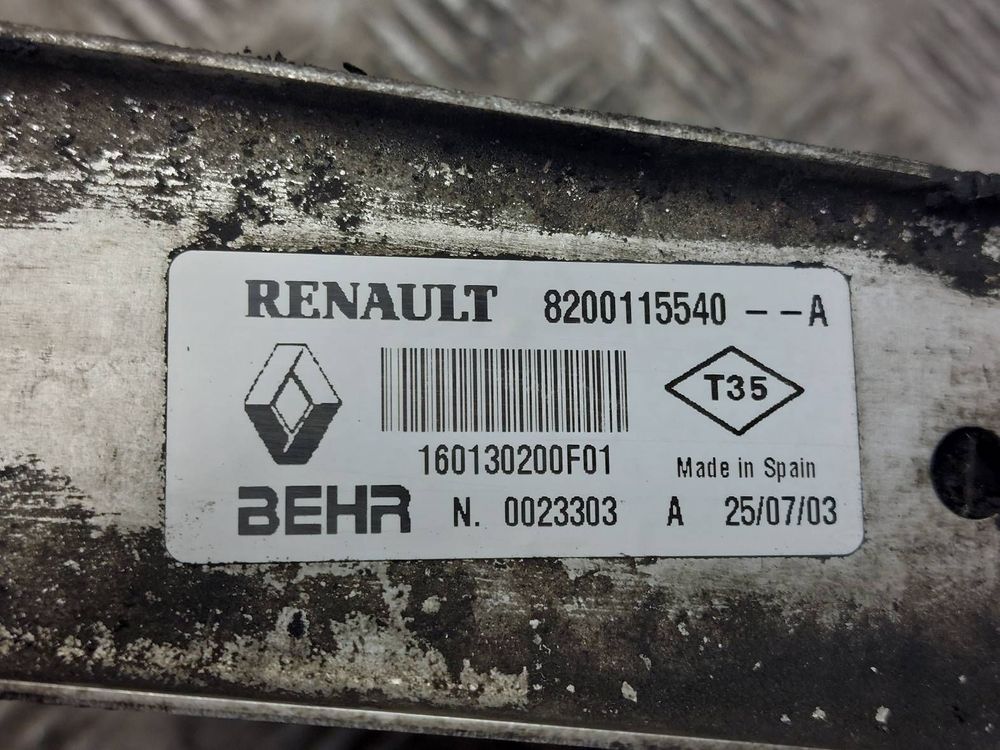 RENAULT 8200115540 - - A
T35
160130200F01 Made in Spain
BEHR N. 0023303 A 25/07/03